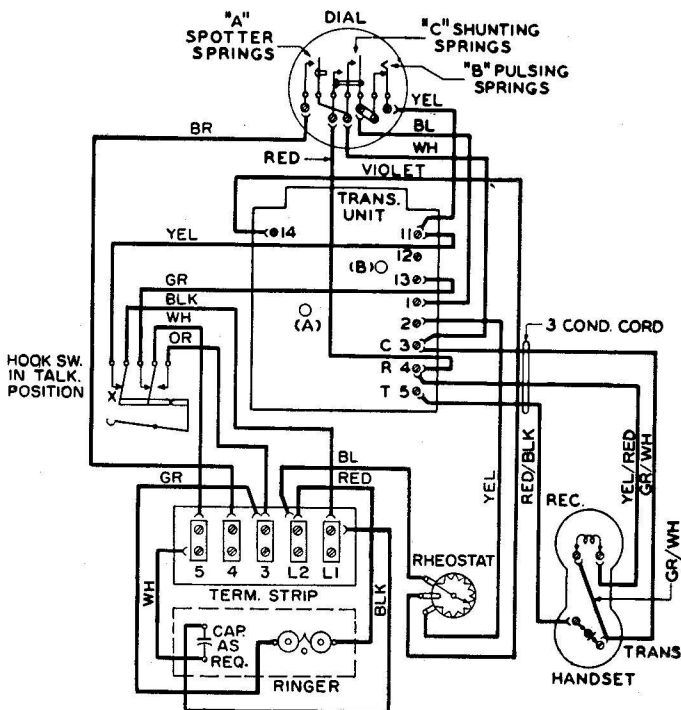 DIAL
"A"
SPOTTER
SPRINGS
"C" SHUNTING
SPRINGS
"B" PULSING
SPRINGS
YEL
BR
BL
WH
RED
VIOLET
TRANS.
UNIT
14
11
YEL
12
(B)
13
GR
1
BLK
(A)
2
WH
C 3
3 COND. CORD
OR
R 4
HOOK SW.
IN TALK.
POSITION
T 5
BL
GR
RED
YEL
RED/BLK
YEL/RED
GR/WH
REC.
RHEOSTAT
GR/WH
5 4 3 L2 L1
TERM. STRIP
WH
BLK
CAP.
AS
REQ.
TRANS
RINGER
HANDSET